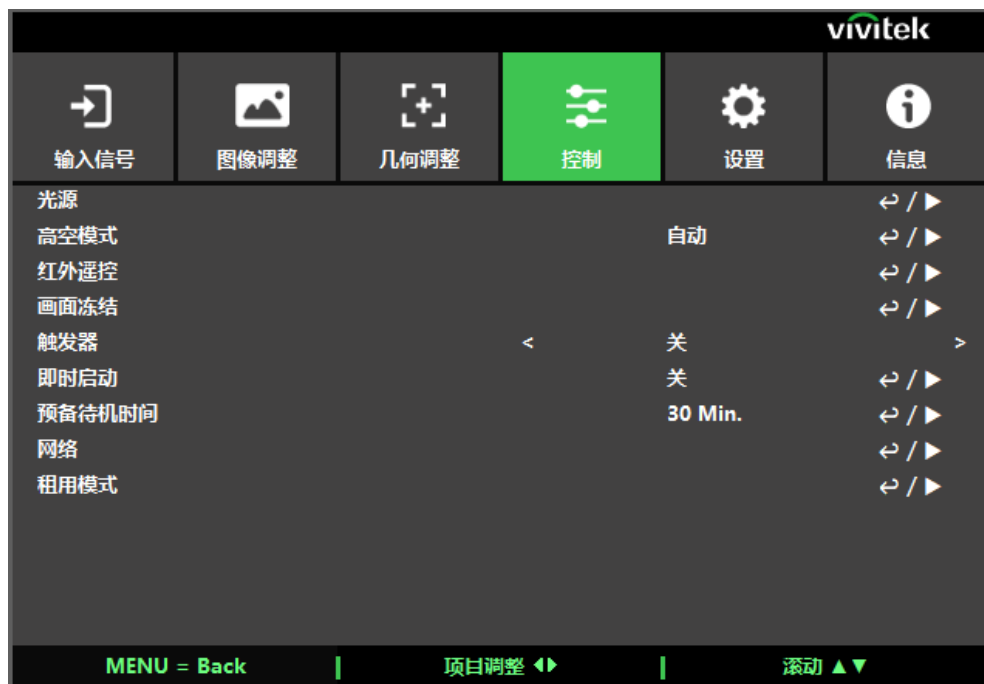 vivitek
输入信号 图像调整 几何调整 控制 设置 信息
光源 ↩ / ▶
高空模式 自动 ↩ / ▶
红外遥控 ↩ / ▶
画面冻结 ↩ / ▶
触发器 < 关 >
即时启动 关 ↩ / ▶
预备待机时间 30 Min. ↩ / ▶
网络 ↩ / ▶
租用模式 ↩ / ▶
MENU = Back | 项目调整 ◀▶ | 滚动 ▲▼